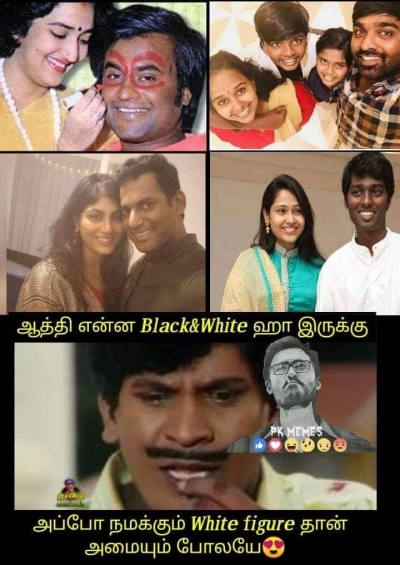 ஆத்தி என்ன Black&White ஹா இருக்கு
PK MEMES
அப்போ நமக்கும் White figure தான்
அமையும் போலயே😍